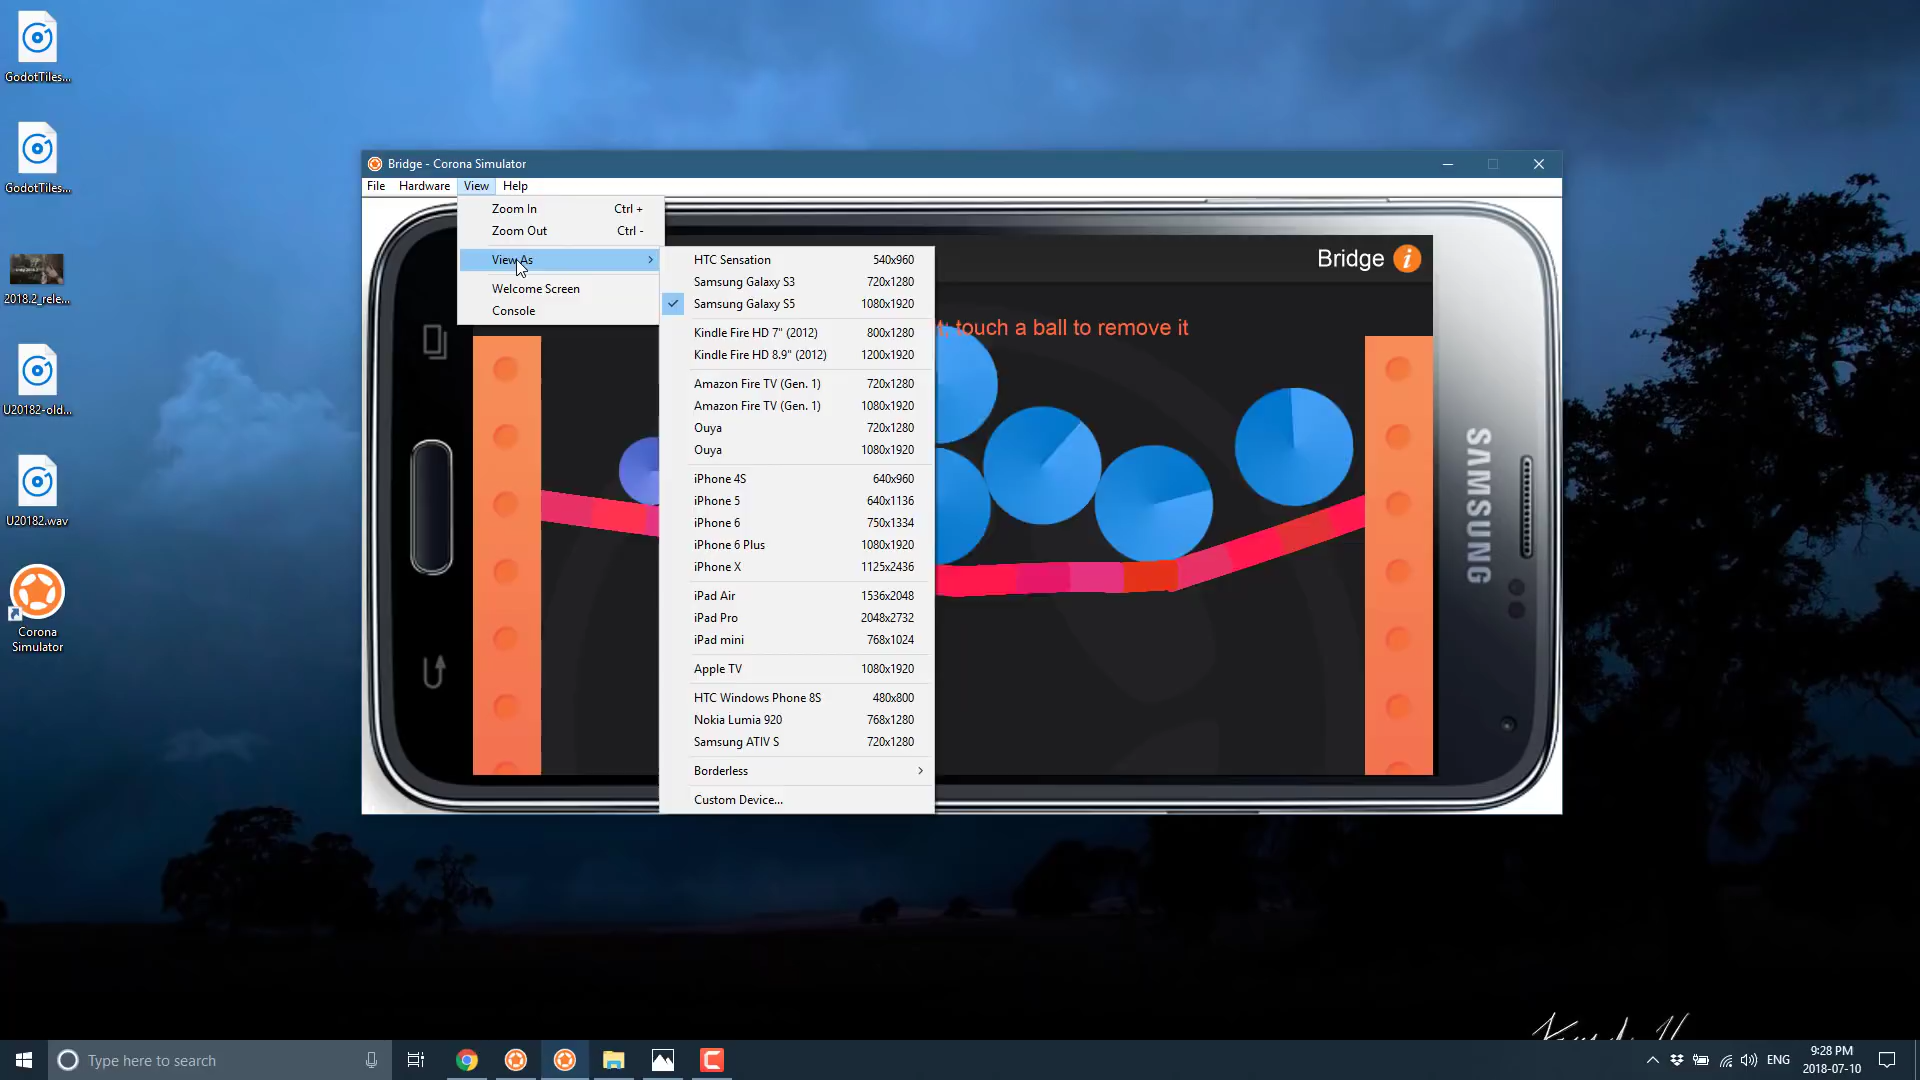 GodotTiles...
GodotTiles...
2018.2_rele...
U20182-old...
U20182.wav
Corona
Simulator
Bridge - Corona Simulator
File Hardware View Help
Zoom In Ctrl +
Zoom Out Ctrl -
View As
Welcome Screen
Console
HTC Sensation 540x960
Samsung Galaxy S3 720x1280
Samsung Galaxy S5 1080x1920
Kindle Fire HD 7" (2012) 800x1280
Kindle Fire HD 8.9" (2012) 1200x1920
Amazon Fire TV (Gen. 1) 720x1280
Amazon Fire TV (Gen. 1) 1080x1920
Ouya 720x1280
Ouya 1080x1920
iPhone 4S 640x960
iPhone 5 640x1136
iPhone 6 750x1334
iPhone 6 Plus 1080x1920
iPhone X 1125x2436
iPad Air 1536x2048
iPad Pro 2048x2732
iPad mini 768x1024
Apple TV 1080x1920
HTC Windows Phone 8S 480x800
Nokia Lumia 920 768x1280
Samsung ATIV S 720x1280
Borderless
Custom Device...
Bridge i
touch a ball to remove it
SAMSUNG
Type here to search
ENG
9:28 PM
2018-07-10